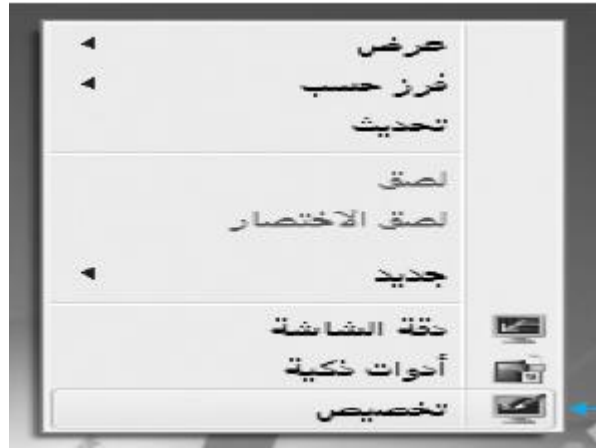 عرض
فرز حسب
تحديث
لصق
لصق الاختصار
جديد
دقة الشاشة
أدوات ذكية
تخصيص